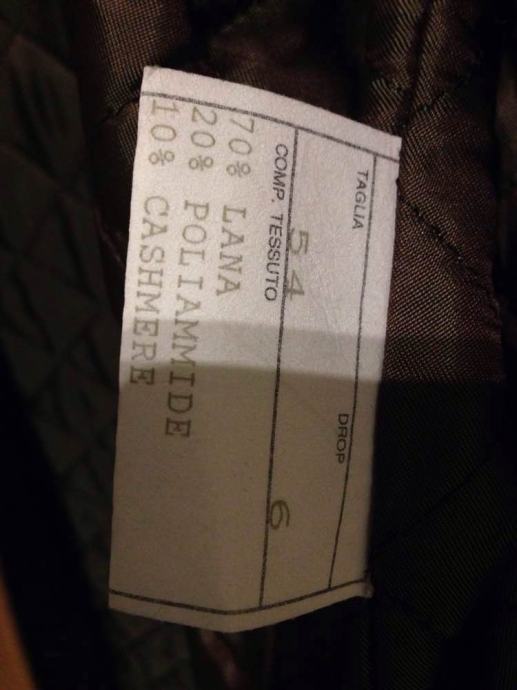 TAGLIA DROP
54 6
COMP. TESSUTO
70% LANA
20% POLIAMMIDE
10% CASHMERE